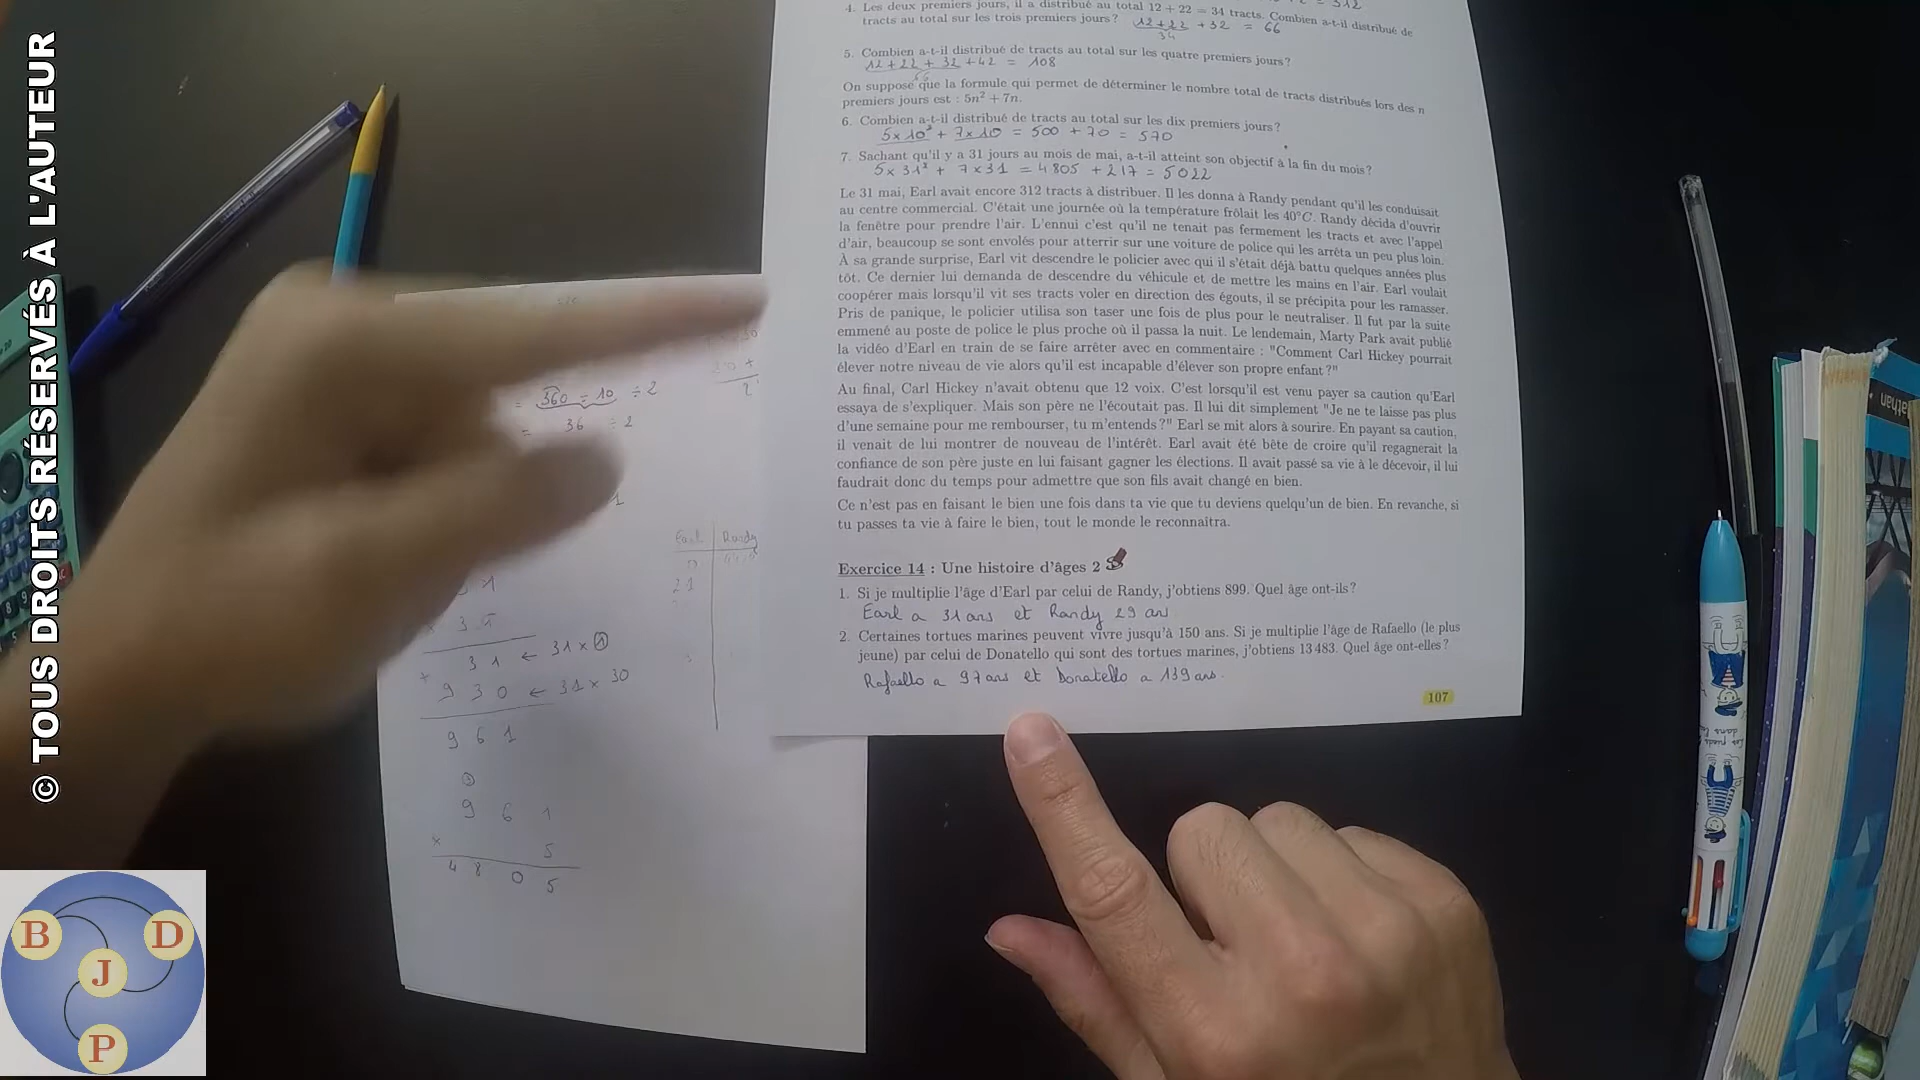 © TOUS DROITS RÉSERVÉS À L'AUTEUR
4. Les deux premiers jours, il a distribué au total 12 + 22 = 34 tracts. Combien a-t-il distribué de
tracts au total sur les trois premiers jours? 12+22 + 32 = 66
34
5. Combien a-t-il distribué de tracts au total sur les quatre premiers jours?
12+22 + 32 +42 = 108
66
On suppose que la formule qui permet de déterminer le nombre total de tracts distribués lors des n
premiers jours est : 5n² + 7n.
6. Combien a-t-il distribué de tracts au total sur les dix premiers jours?
5×10² + 7×10 = 500 + 70 = 570
7. Sachant qu'il y a 31 jours au mois de mai, a-t-il atteint son objectif à la fin du mois?
5×31² + 7×31 = 4805 + 217 = 5022
Le 31 mai, Earl avait encore 312 tracts à distribuer. Il les donna à Randy pendant qu'il les conduisait
au centre commercial. C'était une journée où la température frôlait les 40°C. Randy décida d'ouvrir
la fenêtre pour prendre l'air. L'ennui c'est qu'il ne tenait pas fermement les tracts et avec l'appel
d'air, beaucoup se sont envolés pour atterrir sur une voiture de police qui les arrêta un peu plus loin.
À sa grande surprise, Earl vit descendre le policier avec qui il s'était déjà battu quelques années plus
tôt. Ce dernier lui demanda de descendre du véhicule et de mettre les mains en l'air. Earl voulait
coopérer mais lorsqu'il vit ses tracts voler en direction des égouts, il se précipita pour les ramasser.
Pris de panique, le policier utilisa son taser une fois de plus pour le neutraliser. Il fut par la suite
emmené au poste de police le plus proche où il passa la nuit. Le lendemain, Marty Park avait publié
la vidéo d'Earl en train de se faire arrêter avec en commentaire : "Comment Carl Hickey pourrait
élever notre niveau de vie alors qu'il est incapable d'élever son propre enfant?"
Au final, Carl Hickey n'avait obtenu que 12 voix. C'est lorsqu'il est venu payer sa caution qu'Earl
essaya de s'expliquer. Mais son père ne l'écoutait pas. Il lui dit simplement "Je ne te laisse pas plus
d'une semaine pour me rembourser, tu m'entends?" Earl se mit alors à sourire. En payant sa caution,
il venait de lui montrer de nouveau de l'intérêt. Earl avait été bête de croire qu'il regagnerait la
confiance de son père juste en lui faisant gagner les élections. Il avait passé sa vie à le décevoir, il lui
faudrait donc du temps pour admettre que son fils avait changé en bien.
Ce n'est pas en faisant le bien une fois dans ta vie que tu deviens quelqu'un de bien. En revanche, si
tu passes ta vie à faire le bien, tout le monde le reconnaîtra.
Exercice 14 : Une histoire d'âges 2
1. Si je multiplie l'âge d'Earl par celui de Randy, j'obtiens 899. Quel âge ont-ils?
Earl a 31 ans et Randy 29 ans
2. Certaines tortues marines peuvent vivre jusqu'à 150 ans. Si je multiplie l'âge de Rafaello (le plus
jeune) par celui de Donatello qui sont des tortues marines, j'obtiens 13 483. Quel âge ont-elles?
Rafaello a 97 ans et Donatello a 139 ans.
107
= 360 ÷ 10 ÷ 2
= 36 ÷ 2
Earl Randy
31 ← 31 × 1
+ 930 ← 31 × 30
961
3
961
× 5
4805
B D
J
P